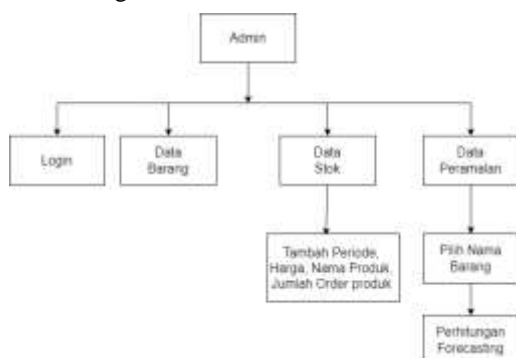 Admin
Login
Data
Barang
Data
Stok
Data
Peramalan
Tambah Periode,
Harga, Nama Produk,
Jumlah Order produk
Pilih Nama
Barang
Perhitungan
Forecasting